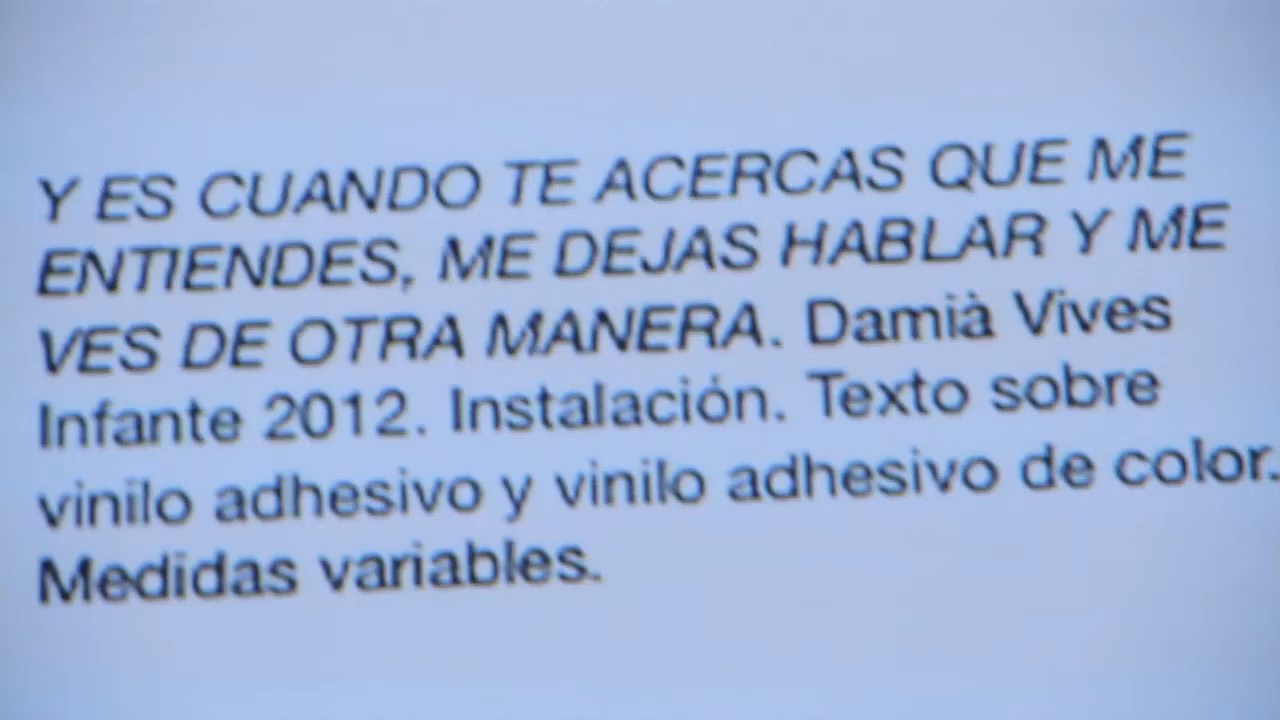 Y ES CUANDO TE ACERCAS QUE ME
ENTIENDES, ME DEJAS HABLAR Y ME
VES DE OTRA MANERA. Damià Vives
Infante 2012. Instalación. Texto sobre
vinilo adhesivo y vinilo adhesivo de color.
Medidas variables.